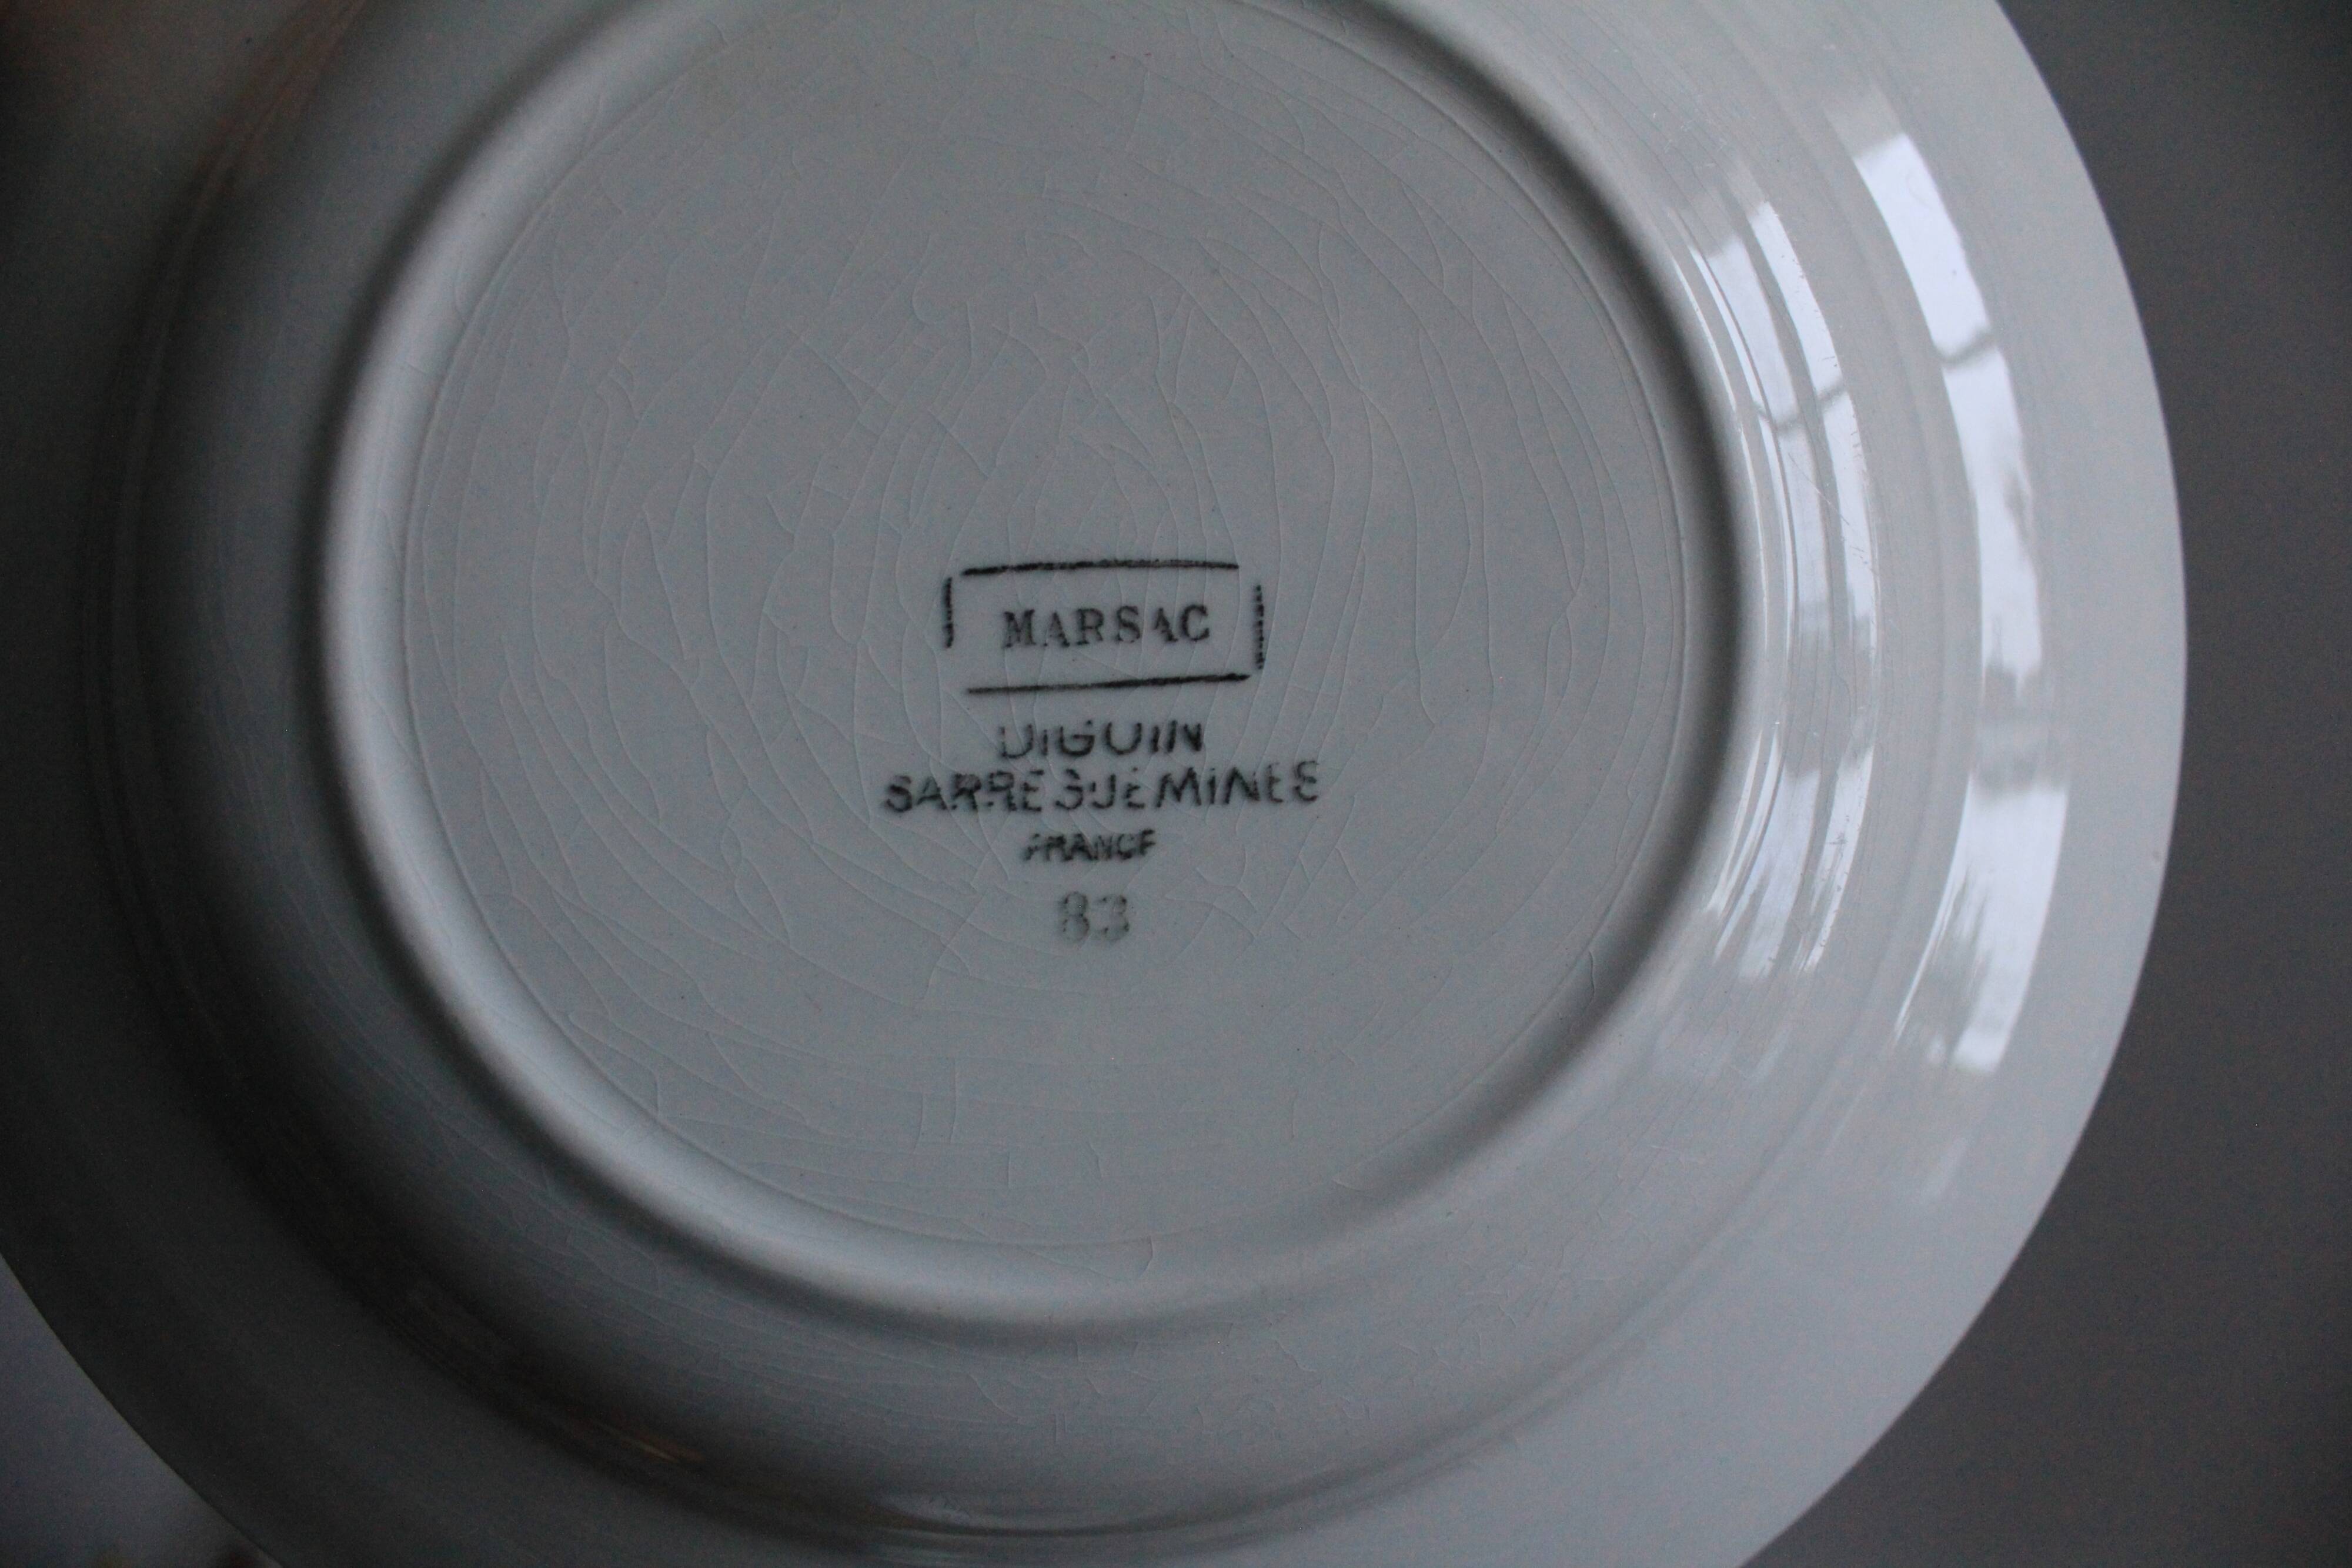 MARSAC
DIGOIN
SARREGUEMINES
FRANCE
83